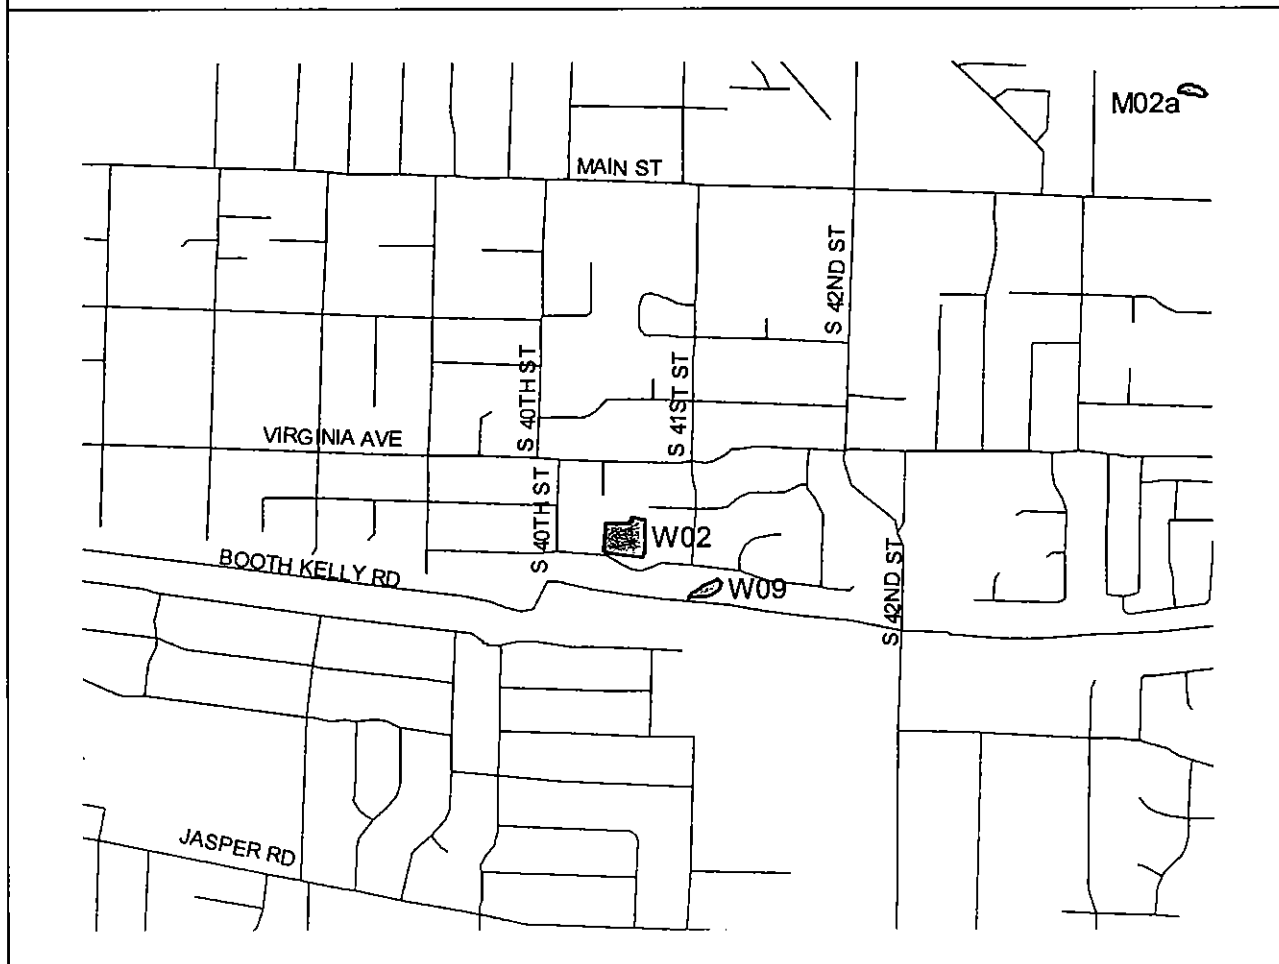 M02a
MAIN ST
S 42ND ST
S 40TH ST
S 41ST ST
VIRGINIA AVE
S 40TH ST
W02
S 42ND ST
BOOTH KELLY RD
W09
JASPER RD